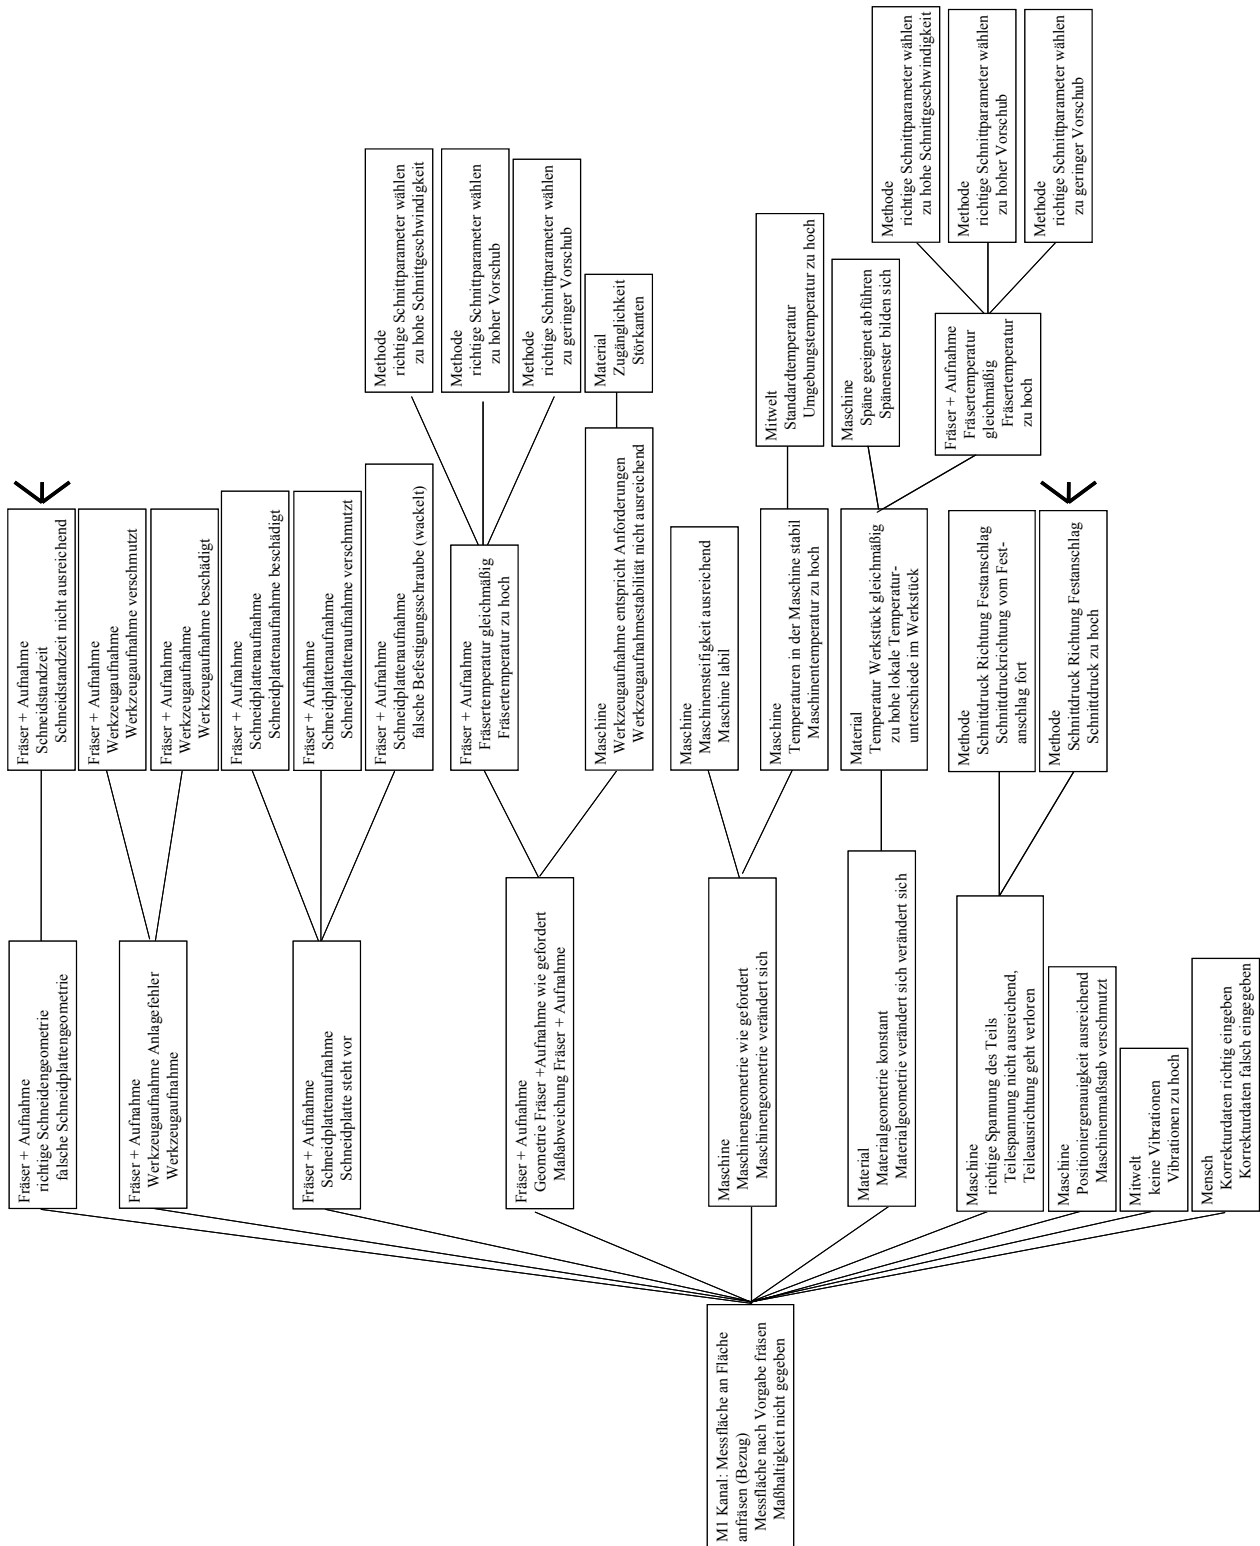 M1 Kanal: Messfläche an Fläche
anfräsen (Bezug)
Messfläche nach Vorgabe fräsen
Maßhaltigkeit nicht gegeben
Fräser + Aufnahme
richtige Schneidengeometrie
falsche Schneidplattengeometrie
Fräser + Aufnahme
Werkzeugaufnahme Anlagefehler
Werkzeugaufnahme
Fräser + Aufnahme
Schneidplattenaufnahme
Schneidplatte steht vor
Fräser + Aufnahme
Geometrie Fräser +Aufnahme wie gefordert
Maßabweichung Fräser + Aufnahme
Maschine
Maschinengeometrie wie gefordert
Maschinengeometrie verändert sich
Material
Materialgeometrie konstant
Materialgeometrie verändert sich verändert sich
Maschine
richtige Spannung des Teils
Teilespannung nicht ausreichend,
Teileausrichtung geht verloren
Maschine
Positioniergenauigkeit ausreichend
Maschinenmaßstab verschmutzt
Mitwelt
keine Vibrationen
Vibrationen zu hoch
Mensch
Korrekturdaten richtig eingeben
Korrekturdaten falsch eingegeben
Fräser + Aufnahme
Schneidstandzeit
Schneidstandzeit nicht ausreichend
Fräser + Aufnahme
Werkzeugaufnahme
Werkzeugaufnahme verschmutzt
Fräser + Aufnahme
Werkzeugaufnahme
Werkzeugaufnahme beschädigt
Fräser + Aufnahme
Schneidplattenaufnahme
Schneidplattenaufnahme beschädigt
Fräser + Aufnahme
Schneidplattenaufnahme
Schneidplattenaufnahme verschmutzt
Fräser + Aufnahme
Schneidplattenaufnahme
falsche Befestigungsschraube (wackelt)
Fräser + Aufnahme
Fräsertemperatur gleichmäßig
Fräsertemperatur zu hoch
Maschine
Werkzeugaufnahme entspricht Anforderungen
Werkzeugaufnahmestabilität nicht ausreichend
Maschine
Maschinensteifigkeit ausreichend
Maschine labil
Maschine
Temperaturen in der Maschine stabil
Maschinentemperatur zu hoch
Material
Temperatur Werkstück gleichmäßig
zu hohe lokale Temperatur-
unterschiede im Werkstück
Methode
Schnittdruck Richtung Festanschlag
Schnittdruckrichtung vom Fest-
anschlag fort
Methode
Schnittdruck Richtung Festanschlag
Schnittdruck zu hoch
Methode
richtige Schnittparameter wählen
zu hohe Schnittgeschwindigkeit
Methode
richtige Schnittparameter wählen
zu hoher Vorschub
Methode
richtige Schnittparameter wählen
zu geringer Vorschub
Material
Zugänglichkeit
Störkanten
Mitwelt
Standardtemperatur
Umgebungstemperatur zu hoch
Maschine
Späne geeignet abführen
Spänenester bilden sich
Fräser + Aufnahme
Fräsertemperatur
gleichmäßig
Fräsertemperatur
zu hoch
Methode
richtige Schnittparameter wählen
zu hohe Schnittgeschwindigkeit
Methode
richtige Schnittparameter wählen
zu hoher Vorschub
Methode
richtige Schnittparameter wählen
zu geringer Vorschub